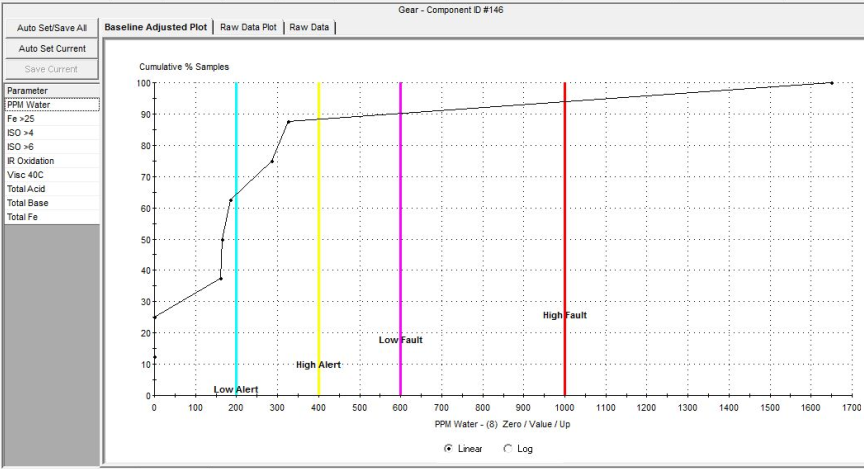 Gear - Component ID #146
Auto Set/Save All
Auto Set Current
Save Current
Baseline Adjusted Plot
Raw Data Plot
Raw Data
Parameter
PPM Water
Fe >25
ISO >4
ISO >6
IR Oxidation
Visc 40C
Total Acid
Total Base
Total Fe
Cumulative % Samples
100
90
80
70
60
50
40
30
20
10
0
High Fault
Low Fault
High Alert
Low Alert
0 100 200 300 400 500 600 700 800 900 1000 1100 1200 1300 1400 1500 1600 1700
PPM Water - (8) Zero / Value / Up
Linear
Log